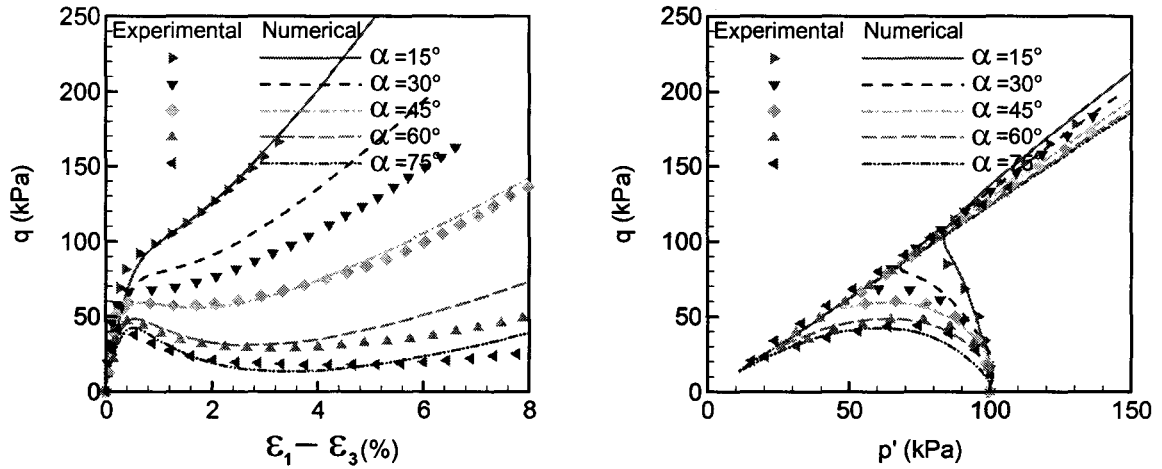 250
200
150
100
50
0
q (kPa)
Experimental Numerical
α =15°
α =30°
α =45°
α =60°
α =75°
0 2 4 6 8
ε₁ − ε₃ (%)
250
200
150
100
50
0
q (kPa)
Experimental Numerical
α =15°
α =30°
α =45°
α =60°
α =75°
0 50 100 150
p' (kPa)